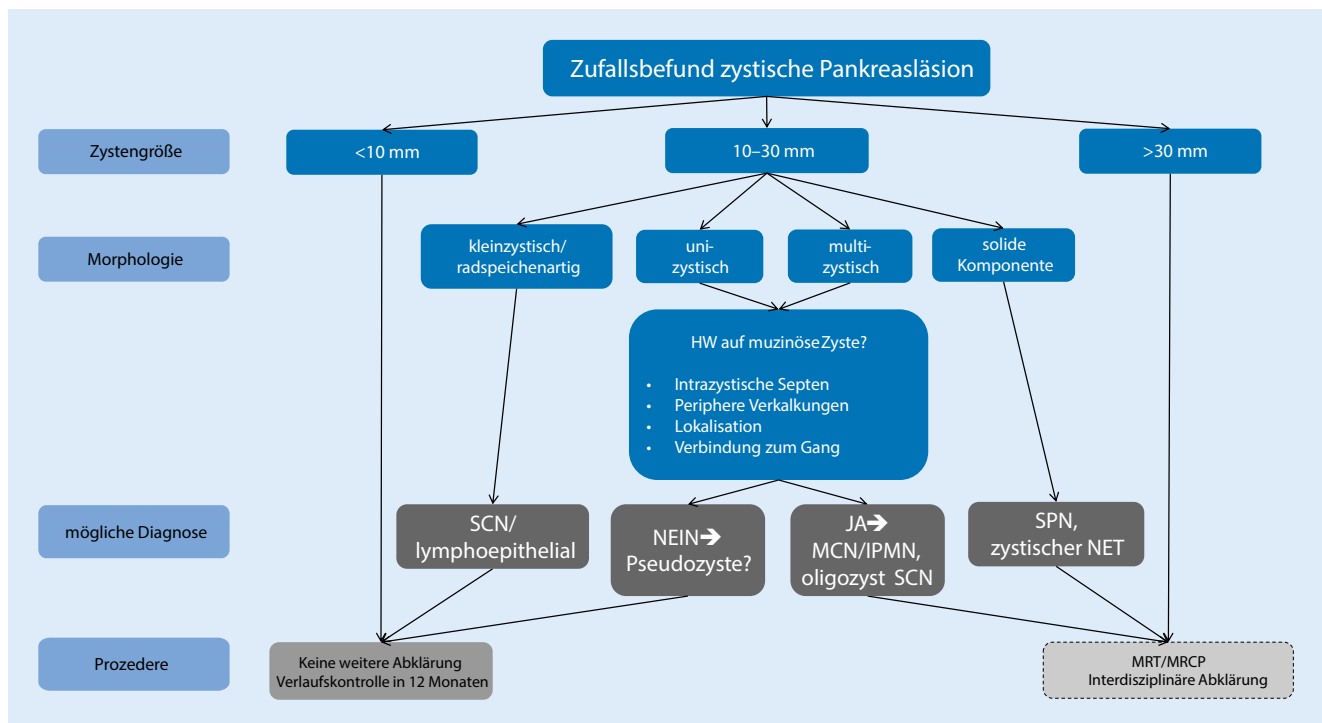 Zufallsbefund zystische Pankreasläsion
Zystengröße
<10 mm
10–30 mm
>30 mm
Morphologie
kleinzystisch/
radspeichenartig
uni-
zystisch
multi-
zystisch
solide
Komponente
HW auf muzinöse Zyste?
• Intrazystische Septen
• Periphere Verkalkungen
• Lokalisation
• Verbindung zum Gang
mögliche Diagnose
SCN/
lymphoepithelial
NEIN➔
Pseudozyste?
JA➔
MCN/IPMN,
oligozyst SCN
SPN,
zystischer NET
Prozedere
Keine weitere Abklärung
Verlaufskontrolle in 12 Monaten
MRT/MRCP
Interdisziplinäre Abklärung